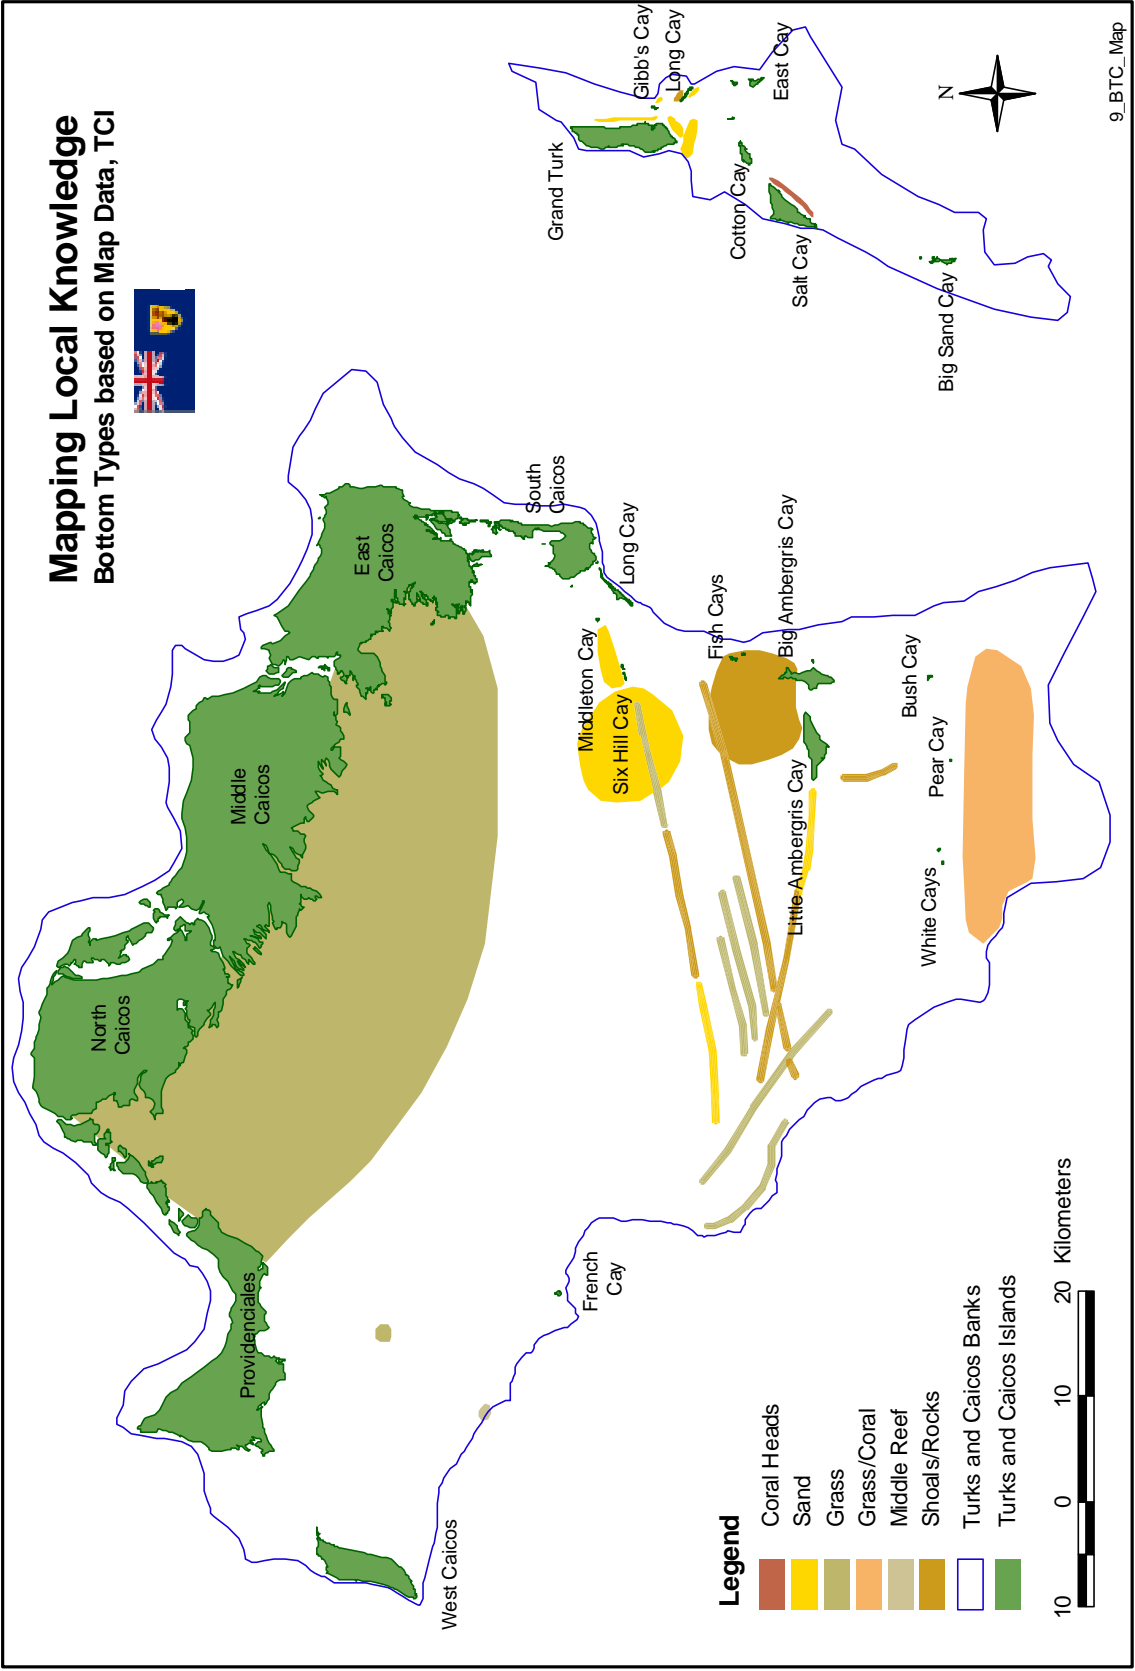 Mapping Local Knowledge
Bottom Types based on Map Data, TCI
North
Caicos
Middle
Caicos
East
Caicos
South
Caicos
Providenciales
West Caicos
French
Cay
Long Cay
Middleton Cay
Six Hill Cay
Fish Cays
Big Ambergris Cay
Little Ambergris Cay
Bush Cay
Pear Cay
White Cays
Grand Turk
Gibb's Cay
Long Cay
East Cay
Cotton Cay
Salt Cay
Big Sand Cay
N
Legend
Coral Heads
Sand
Grass
Grass/Coral
Middle Reef
Shoals/Rocks
Turks and Caicos Banks
Turks and Caicos Islands
10 0 10 20 Kilometers
9_BTC_Map